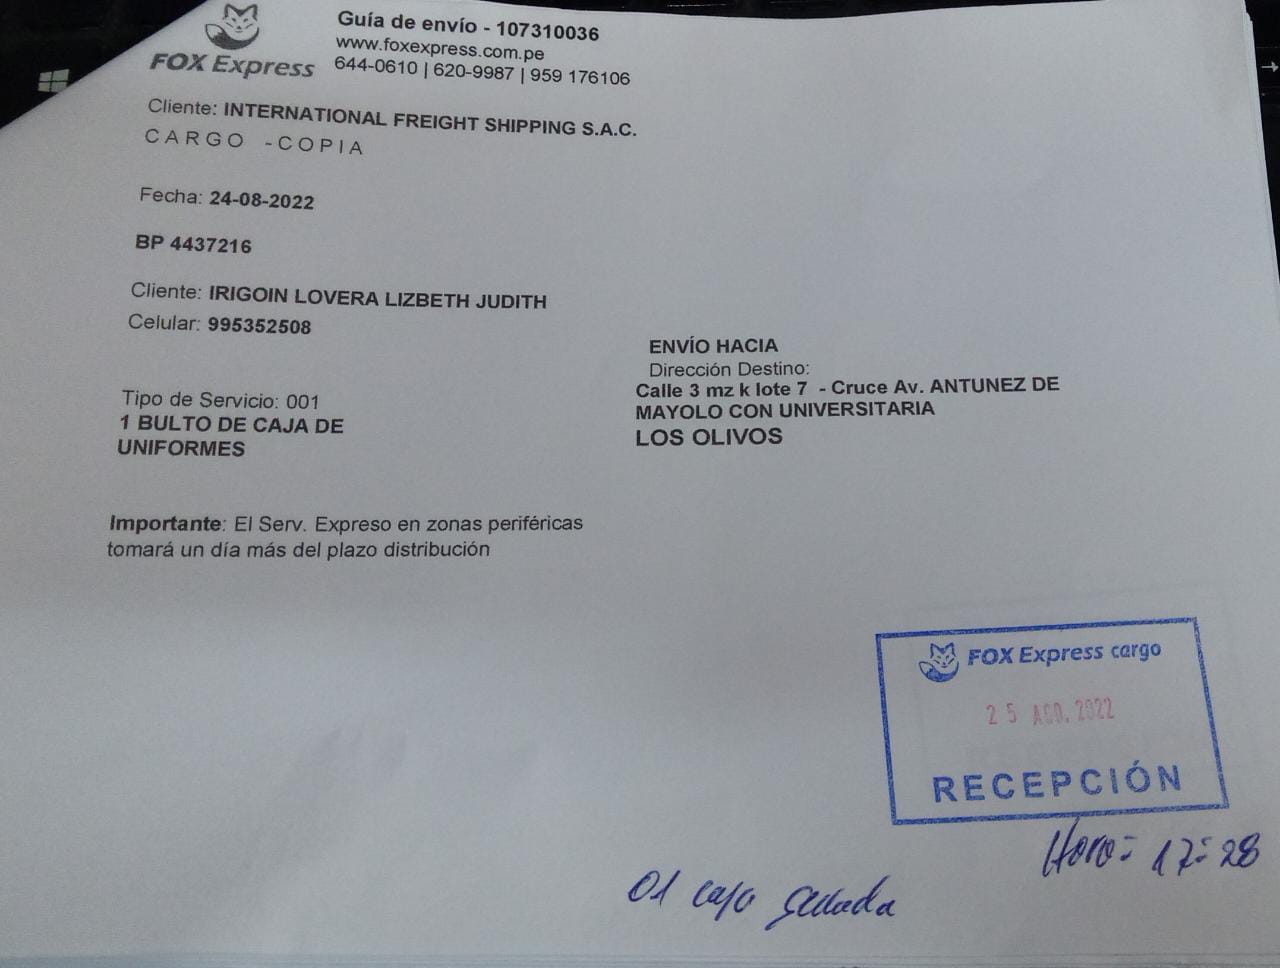 FOX Express
Guía de envío - 107310036
www.foxexpress.com.pe
644-0610 | 620-9987 | 959 176106
Cliente: INTERNATIONAL FREIGHT SHIPPING S.A.C.
CARGO -COPIA
Fecha: 24-08-2022
BP 4437216
Cliente: IRIGOIN LOVERA LIZBETH JUDITH
Celular: 995352508
ENVÍO HACIA
Dirección Destino:
Calle 3 mz k lote 7 - Cruce Av. ANTUNEZ DE
MAYOLO CON UNIVERSITARIA
LOS OLIVOS
Tipo de Servicio: 001
1 BULTO DE CAJA DE
UNIFORMES
Importante: El Serv. Expreso en zonas periféricas
tomará un día más del plazo distribución
FOX Express cargo
25 AGO. 2022
RECEPCIÓN
Hora: 17:28
01 caja sellada